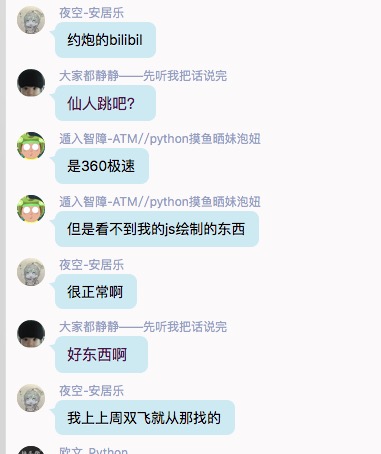 夜空-安居乐
约炮的bilibil
大家都静静——先听我把话说完
仙人跳吧?
遁入智障-ATM//python摸鱼晒妹泡妞
是360极速
遁入智障-ATM//python摸鱼晒妹泡妞
但是看不到我的js绘制的东西
夜空-安居乐
很正常啊
大家都静静——先听我把话说完
好东西啊
夜空-安居乐
我上上周双飞就从那找的
欧文 Python